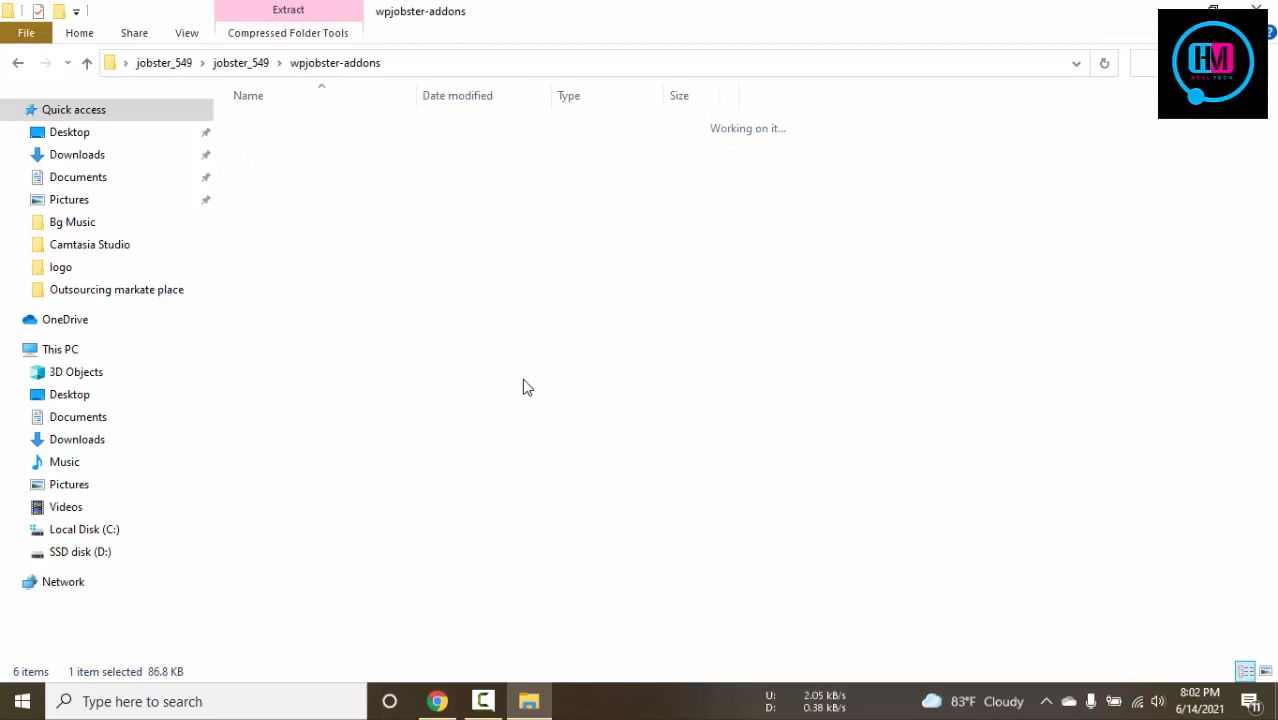 Extract
wpjobster-addons
File
Home
Share
View
Compressed Folder Tools
jobster_549
jobster_549
wpjobster-addons
Name
Date modified
Type
Size
Working on it...
Quick access
Desktop
Downloads
Documents
Pictures
Bg Music
Camtasia Studio
logo
Outsourcing markate place
OneDrive
This PC
3D Objects
Desktop
Documents
Downloads
Music
Pictures
Videos
Local Disk (C:)
SSD disk (D:)
Network
6 items
1 item selected 86.8 KB
Type here to search
U: 2.05 kB/s
D: 0.38 kB/s
83°F Cloudy
8:02 PM
6/14/2021
11